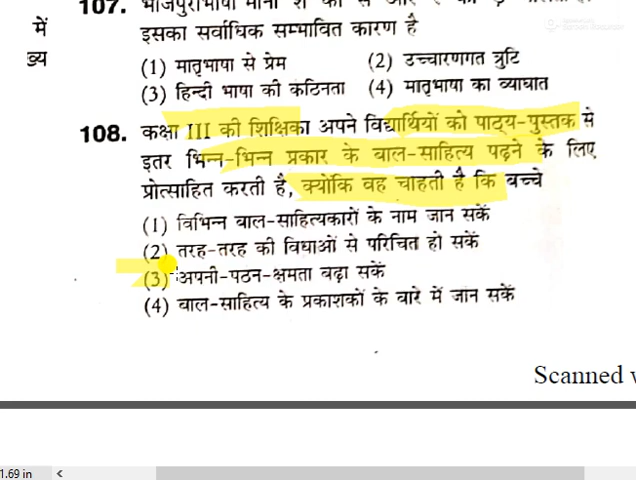 107. भोजपुरीभाषी
में इसका सर्वाधिक सम्भावित कारण है
ख्य
(1) मातृभाषा से प्रेम (2) उच्चारणगत त्रुटि
(3) हिन्दी भाषा की कठिनता (4) मातृभाषा का व्याघात
108. कक्षा III की शिक्षिका अपने विद्यार्थियों को पाठ्य-पुस्तक से
इतर भिन्न-भिन्न प्रकार के बाल-साहित्य पढ़ने के लिए
प्रोत्साहित करती है, क्योंकि वह चाहती है कि बच्चे
(1) विभिन्न बाल-साहित्यकारों के नाम जान सकें
(2) तरह-तरह की विधाओं से परिचित हो सकें
(3) अपनी-पठन-क्षमता बढ़ा सकें
(4) बाल-साहित्य के प्रकाशकों के बारे में जान सकें
Scanned
1.69 in <